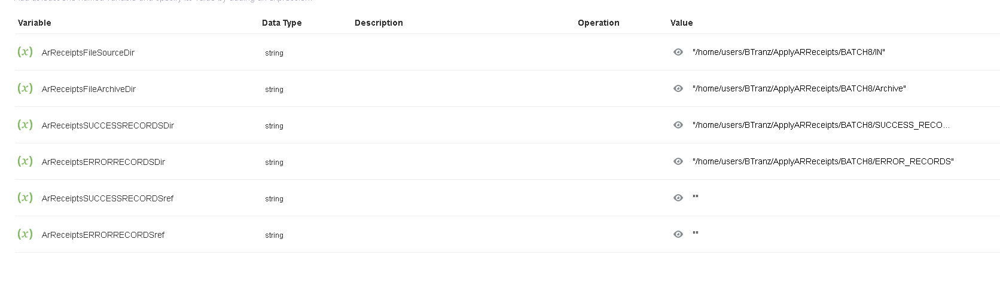 Variable Data Type Description Operation Value
(x) ArReceiptsFileSourceDir string "/home/users/BTranz/ApplyARReceipts/BATCH8/IN"
(x) ArReceiptsFileArchiveDir string "/home/users/BTranz/ApplyARReceipts/BATCH8/Archive"
(x) ArReceiptsSUCCESSRECORDSDir string "/home/users/BTranz/ApplyARReceipts/BATCH8/SUCCESS_RECO...
(x) ArReceiptsERRORRECORDSDir string "/home/users/BTranz/ApplyARReceipts/BATCH8/ERROR_RECORDS"
(x) ArReceiptsSUCCESSRECORDSref string ""
(x) ArReceiptsERRORRECORDSref string ""